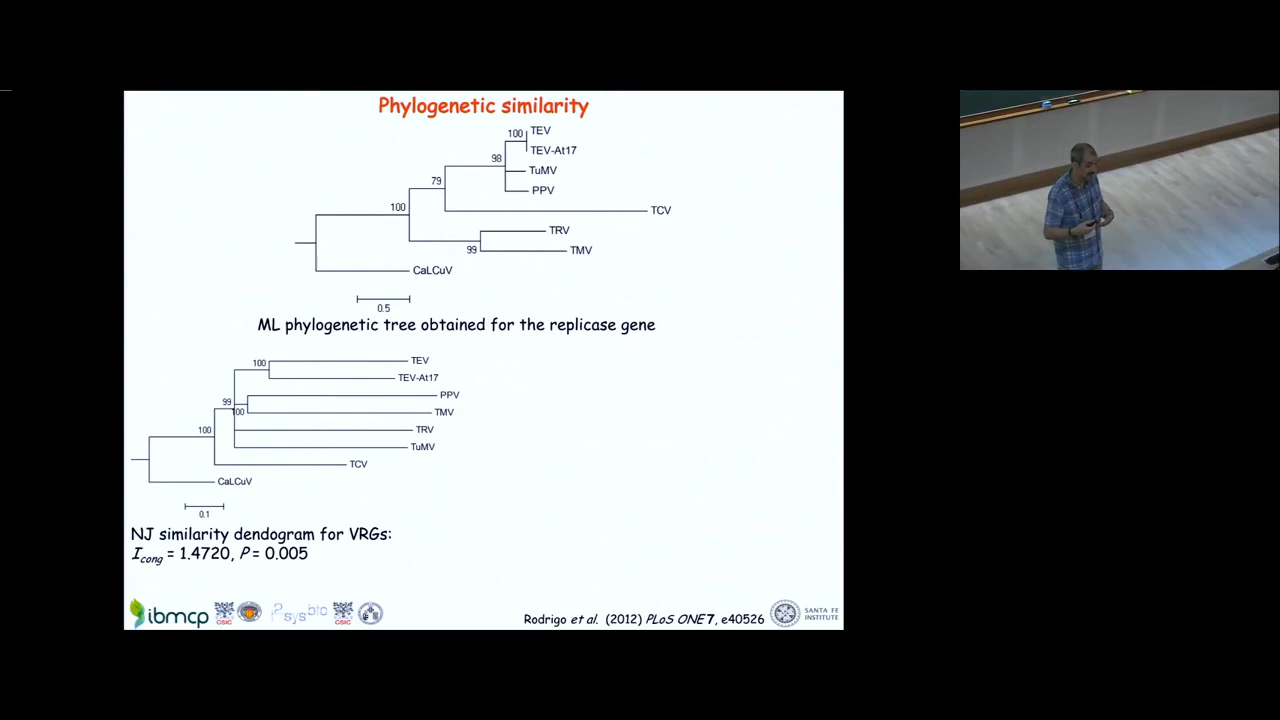 Phylogenetic similarity
100
TEV
TEV-At17
98
TuMV
79
PPV
100
TCV
TRV
99
TMV
CaLCuV
0.5
ML phylogenetic tree obtained for the replicase gene
100
TEV
TEV-At17
PPV
99
100
TMV
100
TRV
TuMV
TCV
CaLCuV
0.1
NJ similarity dendogram for VRGs:
Icong = 1.4720, P = 0.005
ibmcp
CSIC
sysbio
CSIC
Rodrigo et al. (2012) PLoS ONE 7, e40526
SANTA FE
INSTITUTE